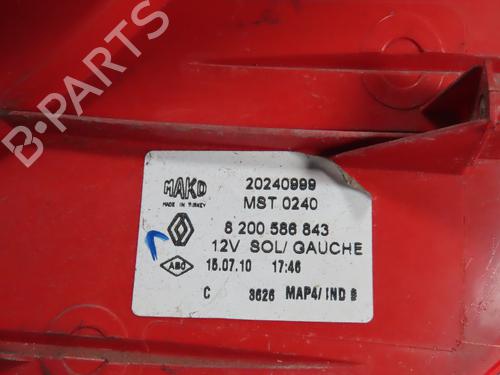 B-PARTS
MAKO
MADE IN TURKEY
20240999
MST 0240
8 200 586 843
12V SOL/ GAUCHE
ABO
15.07.10 17:46
C 3626 MAP4/ IND